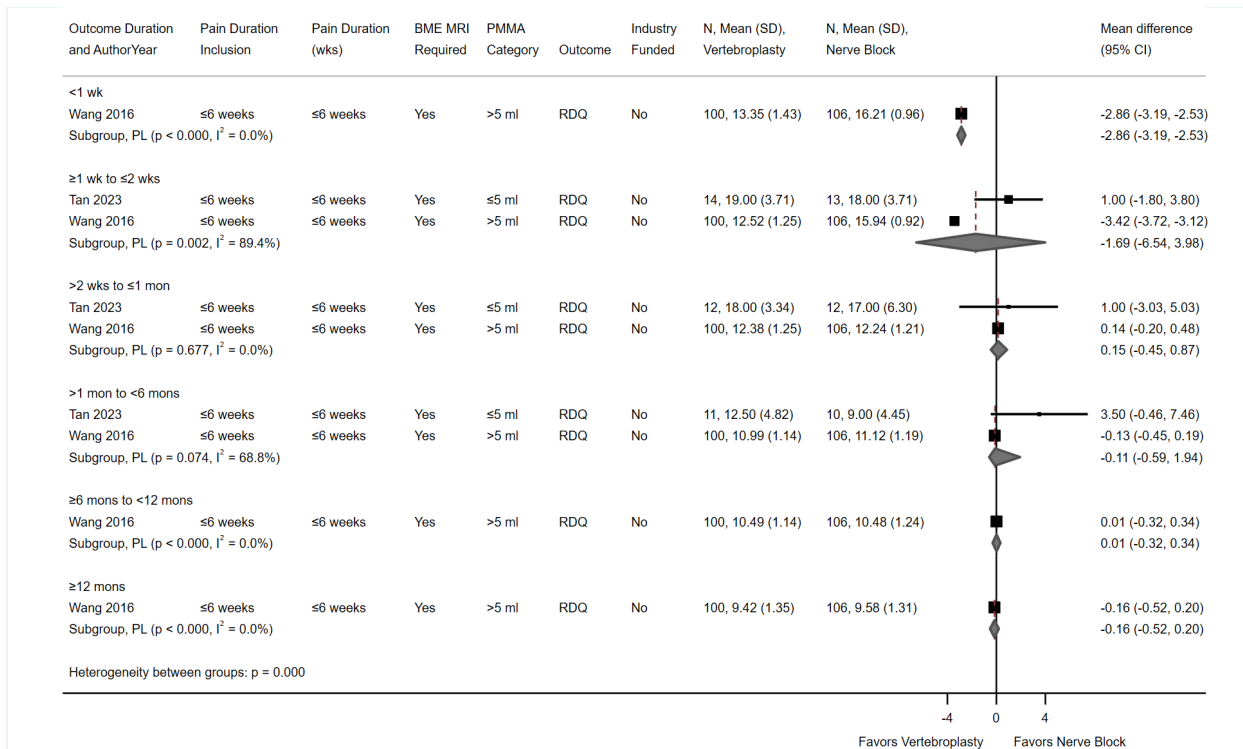 Outcome Duration and AuthorYear Pain Duration Inclusion Pain Duration (wks) BME MRI Required PMMA Category Outcome Industry Funded N, Mean (SD), Vertebroplasty N, Mean (SD), Nerve Block Mean difference (95% CI)
<1 wk
Wang 2016 ≤6 weeks ≤6 weeks Yes >5 ml RDQ No 100, 13.35 (1.43) 106, 16.21 (0.96) -2.86 (-3.19, -2.53)
Subgroup, PL (p < 0.000, I² = 0.0%) -2.86 (-3.19, -2.53)
≥1 wk to ≤2 wks
Tan 2023 ≤6 weeks ≤6 weeks Yes ≤5 ml RDQ No 14, 19.00 (3.71) 13, 18.00 (3.71) 1.00 (-1.80, 3.80)
Wang 2016 ≤6 weeks ≤6 weeks Yes >5 ml RDQ No 100, 12.52 (1.25) 106, 15.94 (0.92) -3.42 (-3.72, -3.12)
Subgroup, PL (p = 0.002, I² = 89.4%) -1.69 (-6.54, 3.98)
>2 wks to ≤1 mon
Tan 2023 ≤6 weeks ≤6 weeks Yes ≤5 ml RDQ No 12, 18.00 (3.34) 12, 17.00 (6.30) 1.00 (-3.03, 5.03)
Wang 2016 ≤6 weeks ≤6 weeks Yes >5 ml RDQ No 100, 12.38 (1.25) 106, 12.24 (1.21) 0.14 (-0.20, 0.48)
Subgroup, PL (p = 0.677, I² = 0.0%) 0.15 (-0.45, 0.87)
>1 mon to <6 mons
Tan 2023 ≤6 weeks ≤6 weeks Yes ≤5 ml RDQ No 11, 12.50 (4.82) 10, 9.00 (4.45) 3.50 (-0.46, 7.46)
Wang 2016 ≤6 weeks ≤6 weeks Yes >5 ml RDQ No 100, 10.99 (1.14) 106, 11.12 (1.19) -0.13 (-0.45, 0.19)
Subgroup, PL (p = 0.074, I² = 68.8%) -0.11 (-0.59, 1.94)
≥6 mons to <12 mons
Wang 2016 ≤6 weeks ≤6 weeks Yes >5 ml RDQ No 100, 10.49 (1.14) 106, 10.48 (1.24) 0.01 (-0.32, 0.34)
Subgroup, PL (p < 0.000, I² = 0.0%) 0.01 (-0.32, 0.34)
≥12 mons
Wang 2016 ≤6 weeks ≤6 weeks Yes >5 ml RDQ No 100, 9.42 (1.35) 106, 9.58 (1.31) -0.16 (-0.52, 0.20)
Subgroup, PL (p < 0.000, I² = 0.0%) -0.16 (-0.52, 0.20)
Heterogeneity between groups: p = 0.000
-4 0 4
Favors Vertebroplasty Favors Nerve Block